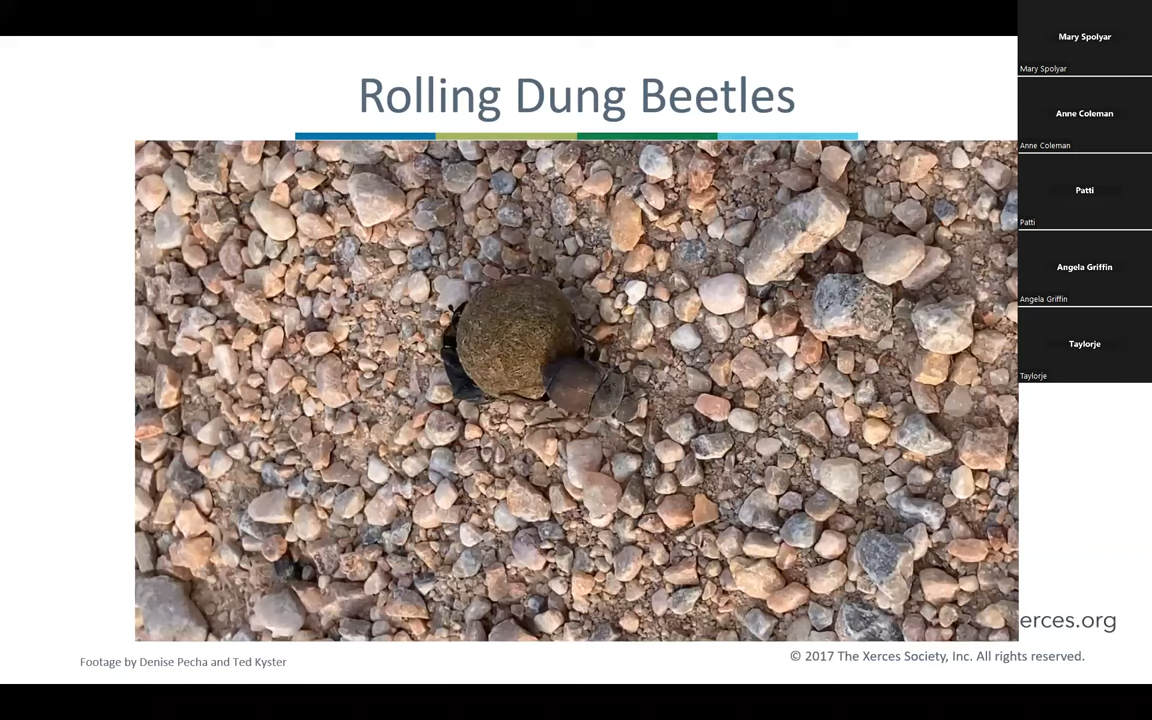 Rolling Dung Beetles
Mary Spolyar
Mary Spolyar
Anne Coleman
Anne Coleman
Patti
Patti
Angela Griffin
Angela Griffin
Taylorje
Taylorje
erces.org
Footage by Denise Pecha and Ted Kyster
© 2017 The Xerces Society, Inc. All rights reserved.